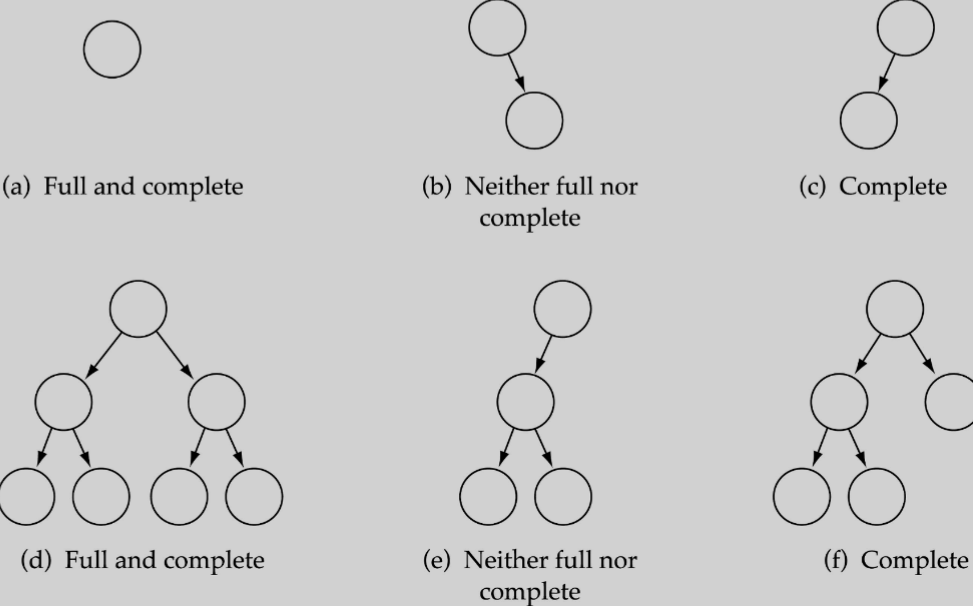 (a) Full and complete
(b) Neither full nor
complete
(c) Complete
(d) Full and complete
(e) Neither full nor
complete
(f) Complete